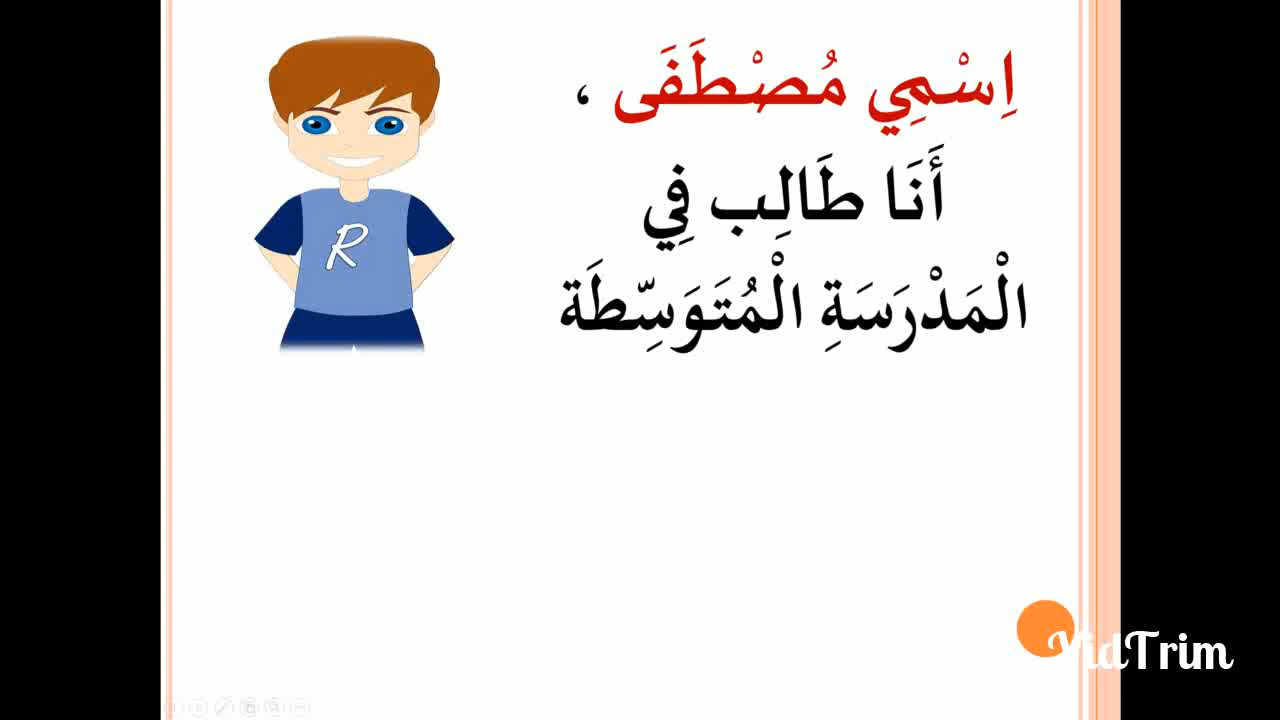 اِسْمِي مُصْطَفَى ،
أَنَا طَالِب فِي
الْمَدْرَسَةِ الْمُتَوَسِّطَة
R
VidTrim